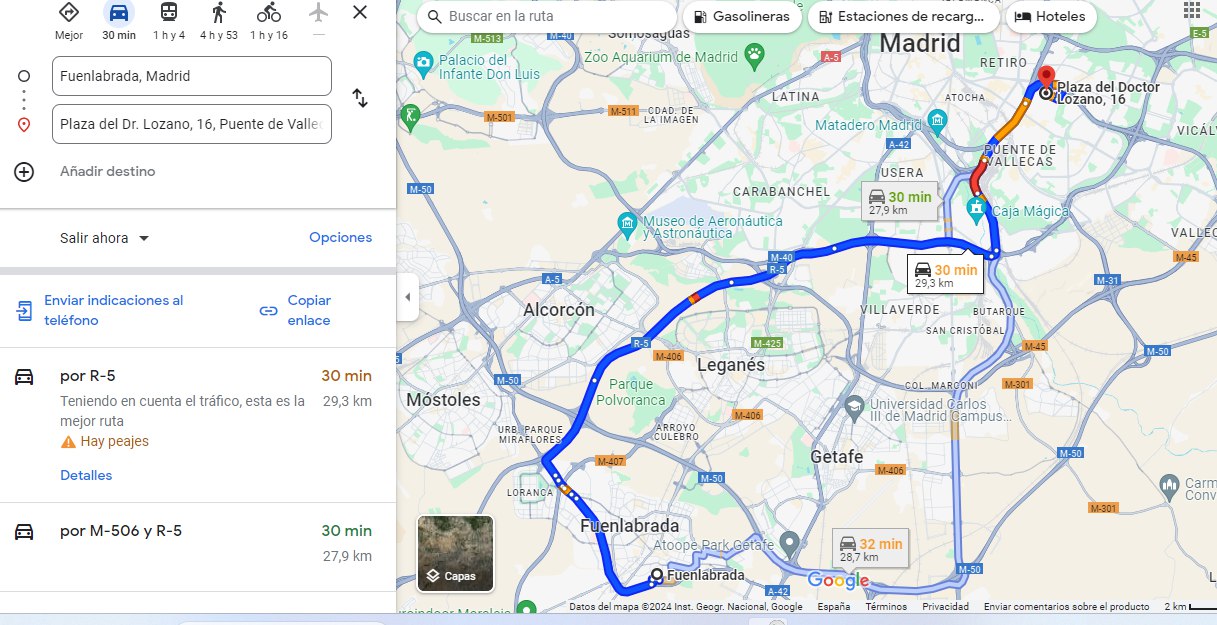 Mejor
30 min
1 h y 4
4 h y 53
1 h y 16
—
Fuenlabrada, Madrid
Plaza del Dr. Lozano, 16, Puente de Vallec
Añadir destino
Salir ahora
Opciones
Enviar indicaciones al
teléfono
Copiar
enlace
por R-5
30 min
Teniendo en cuenta el tráfico, esta es la
mejor ruta
29,3 km
Hay peajes
Detalles
por M-506 y R-5
30 min
27,9 km
Buscar en la ruta
Gasolineras
Estaciones de recarg...
Hoteles
Somosaguas
M-513
M-40
Madrid
E-5
Palacio del
Infante Don Luis
Zoo Aquarium de Madrid
A-5
RETIRO
Plaza del Doctor
Lozano, 16
LATINA
ATOCHA
M-501
M-511
CDAD. DE
LA IMAGEN
Matadero Madrid
A-42
VICÁLV
PUENTE DE
VALLECAS
USERA
M-50
CARABANCHEL
30 min
27,9 km
Caja Mágica
Museo de Aeronáutica
y Astronáutica
VALLEC
M-40
R-5
M-45
A-5
30 min
29,3 km
M-31
Alcorcón
VILLAVERDE
BUTARQUE
SAN CRISTÓBAL
R-5
M-425
M-406
M-45
M-50
Leganés
M-50
Parque
Polvoranca
COL. MARCONI
M-301
Móstoles
Universidad Carlos
III de Madrid Campus...
M-406
URB. PARQUE
MIRAFLORES
ARROYO
CULEBRO
Getafe
M-50
M-407
M-406
M-50
LORANCA
Carm
Conv
M-301
Fuenlabrada
Atoope Park Getafe
32 min
28,7 km
Capas
Fuenlabrada
Google
M-50
A-42
Datos del mapa ©2024 Inst. Geogr. Nacional, Google
España
Términos
Privacidad
Enviar comentarios sobre el producto
2 km